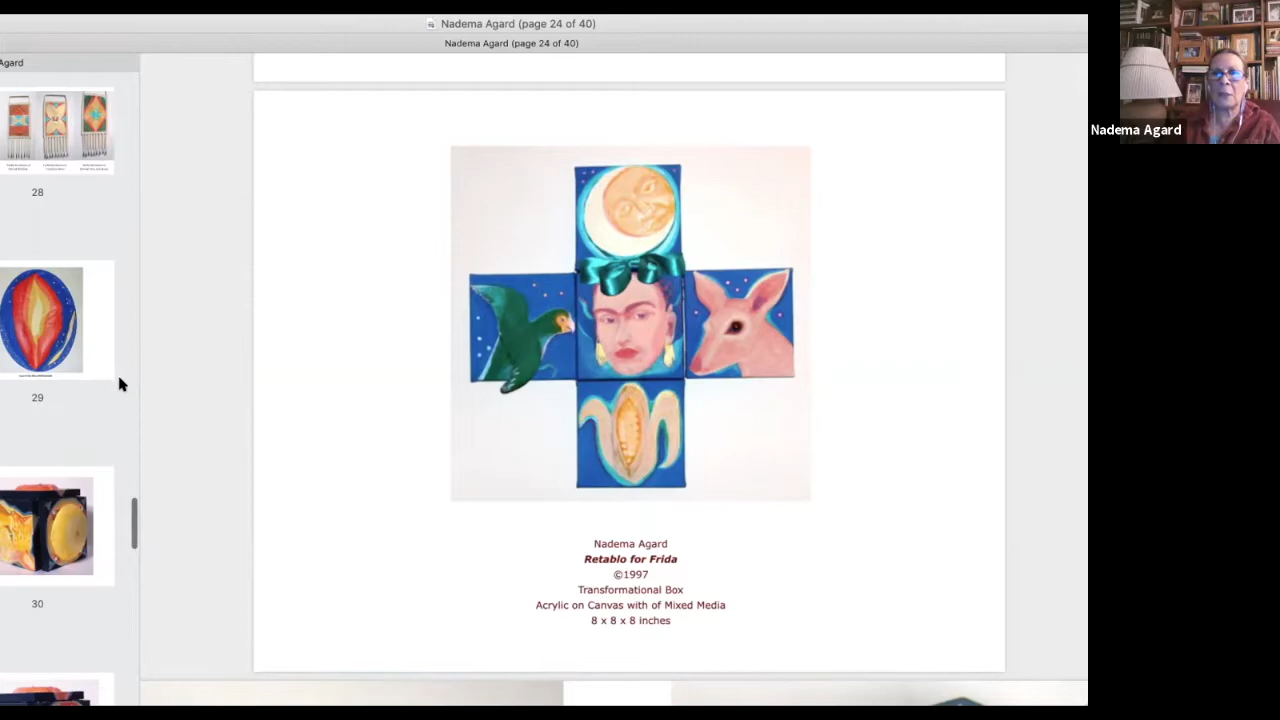 Nadema Agard (page 24 of 40)
Nadema Agard (page 24 of 40)
Agard
28
29
30
Nadema Agard
Retablo for Frida
©1997
Transformational Box
Acrylic on Canvas with of Mixed Media
8 x 8 x 8 inches
Nadema Agard